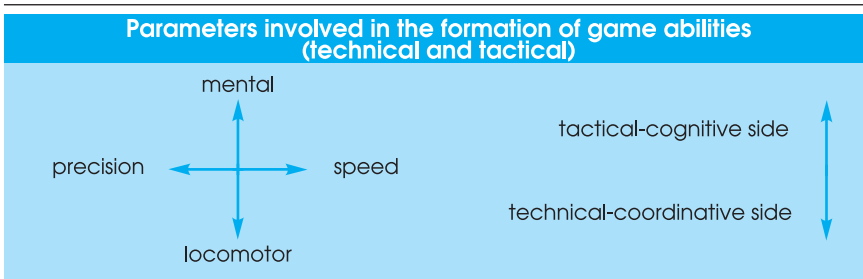 Parameters involved in the formation of game abilities
(technical and tactical)
mental
precision
speed
locomotor
tactical-cognitive side
technical-coordinative side